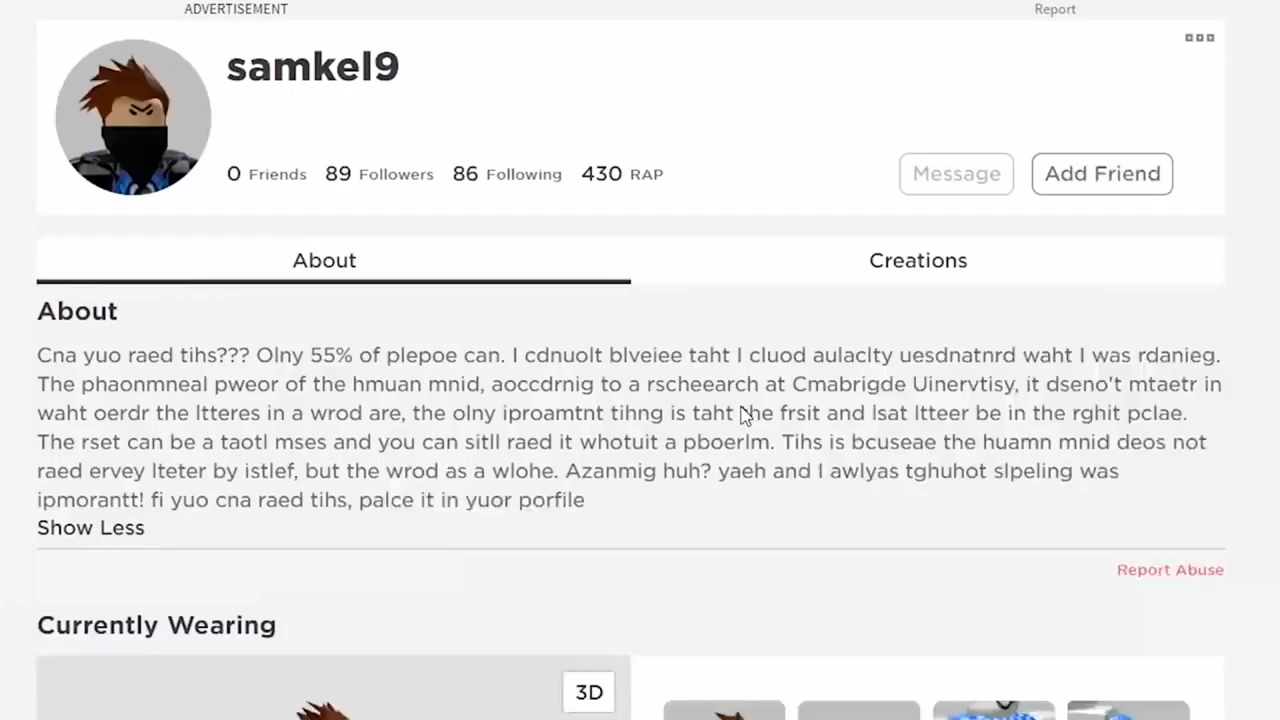 ADVERTISEMENT
Report
samkel9
0 Friends 89 Followers 86 Following 430 RAP
Message
Add Friend
About
Creations
About
Cna yuo raed tihs??? Olny 55% of plepoe can. I cdnuolt blveiee taht I cluod aulaclty uesdnatnrd waht I was rdanieg.
The phaonmneal pweor of the hmuan mnid, aoccdrnig to a rscheearch at Cmabrigde Uinervtisy, it dseno't mtaetr in
waht oerdr the ltteres in a wrod are, the olny iproamtnt tihng is taht the frsit and lsat ltteer be in the rghit pclae.
The rset can be a taotl mses and you can sitll raed it whotuit a pboerlm. Tihs is bcuseae the huamn mnid deos not
raed ervey lteter by istlef, but the wrod as a wlohe. Azanmig huh? yaeh and I awlyas tghuhot slpeling was
ipmorantt! fi yuo cna raed tihs, palce it in yuor porfile
Show Less
Report Abuse
Currently Wearing
3D